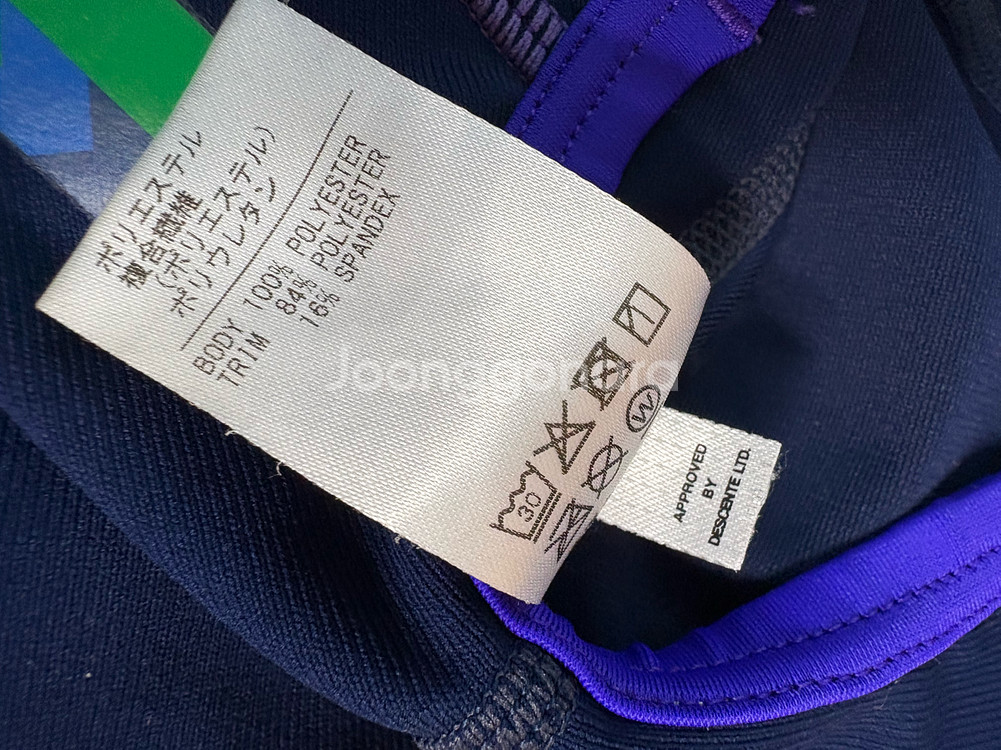 ポリエステル
複合繊維
(ポリエステル)
ポリウレタン
BODY 100% POLYESTER
TRIM 84% POLYESTER
16% SPANDEX
30
W
APPROVED
BY
DESCENTE LTD.